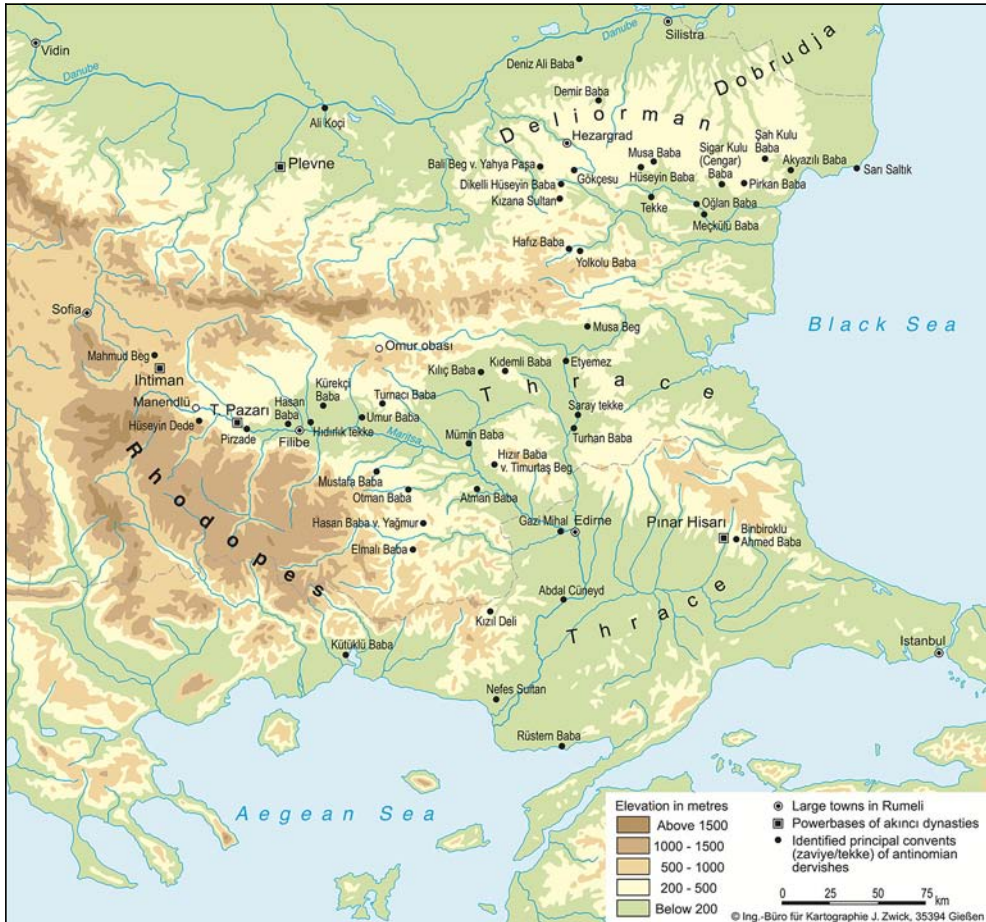 Vidin
Danube
Danube
Silistra
Deniz Ali Baba
Dobrudja
Demir Baba
Ali Koçi
Deliorman
Hezargrad
Plevne
Bali Beg v. Yahya Paşa
Gökçesu
Musa Baba
Hüseyin Baba
Sigar Kulu
(Cengar)
Baba
Şah Kulu
Baba
Akyazılı Baba
Sarı Saltık
Pirkan Baba
Dikelli Hüseyin Baba
Kızana Sultan
Tekke
Oğlan Baba
Meçkülü Baba
Hafız Baba
Yolkolu Baba
Sofia
Musa Beg
Black Sea
Omur obası
Mahmud Beg
Ihtiman
Kılıç Baba
Kıdemli Baba
Etyemez
Thrace
Manendlü
T. Pazarı
Hasan
Baba
Kürekçi
Baba
Turnacı Baba
Umur Baba
Saray tekke
Hüseyin Dede
Pirzade
Filibe
Hıdırlık tekke
Maritsa
Mümin Baba
Turhan Baba
Hızır Baba
v. Timurtaş Beg
Mustafa Baba
Otman Baba
Atman Baba
Rhodopes
Hasan Baba v. Yağmur
Gazi Mihal
Edirne
Pınar Hisarı
Binbiroklu
Ahmed Baba
Elmalı Baba
Abdal Cüneyd
Kızıl Deli
Thrace
Kütüklü Baba
Istanbul
Nefes Sultan
Rüstem Baba
Aegean Sea
Elevation in metres
Above 1500
1000 - 1500
500 - 1000
200 - 500
Below 200
Large towns in Rumeli
Powerbases of akıncı dynasties
Identified principal convents
(zaviye/tekke) of antinomian
dervishes
0 25 50 75
km
© Ing.-Büro für Kartographie J. Zwick, 35394 Gießen